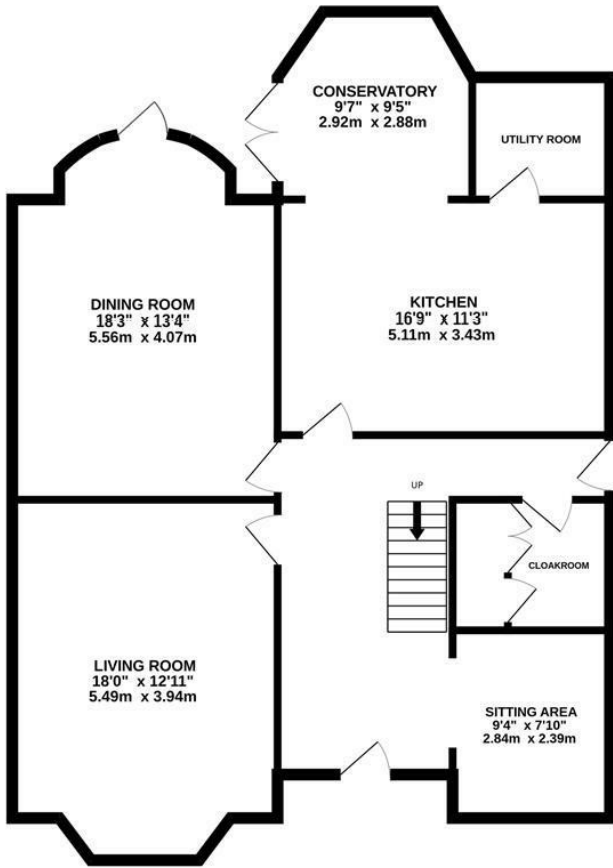 CONSERVATORY
9'7" x 9'5"
2.92m x 2.88m
UTILITY ROOM
DINING ROOM
18'3" x 13'4"
5.56m x 4.07m
KITCHEN
16'9" x 11'3"
5.11m x 3.43m
UP
CLOAKROOM
LIVING ROOM
18'0" x 12'11"
5.49m x 3.94m
SITTING AREA
9'4" x 7'10"
2.84m x 2.39m